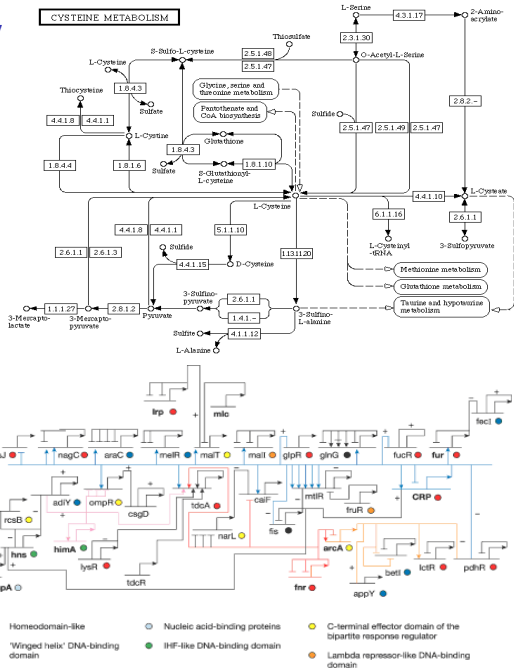 CYSTEINE METABOLISM
L-Serine
4.3.1.17
2-Amino-
acrylate
2.3.1.30
Thiosulfate
S-Sulfo-L-cysteine
2.5.1.48
2.5.1.47
O-Acetyl-L-Serine
L-Cysteine
1.8.4.3
Glycine, serine and
threonine metabolism
Thiocysteine
Sulfate
Pantothenate and
CoA biosynthesis
Sulfide
2.8.2.-
4.4.1.8
4.4.1.1
L-Cystine
2.5.1.47
2.5.1.49
2.5.1.47
Glutathione
1.8.4.3
1.8.4.4
1.8.1.6
Sulfate
1.8.1.10
S-Glutathionyl-
L-cysteine
4.4.1.10
L-Cysteate
L-Cysteine
6.1.1.16
2.6.1.1
4.4.1.8
4.4.1.1
5.1.1.10
L-Cysteinyl
-tRNA
3-Sulfopyruvate
Sulfide
2.6.1.1
2.6.1.3
1.13.11.20
4.4.1.15
D-Cysteine
Methionine metabolism
Glutathione metabolism
3-Sulfino-
pyruvate
2.6.1.1
Taurine and hypotaurine
metabolism
1.1.1.27
2.8.1.2
1.4.1.-
3-Mercapto-
lactate
3-Mercapto-
pyruvate
Pyruvate
3-Sulfino-
L-alanine
Sulfite
4.1.1.12
L-Alanine
lrp
mlc
fecI
nagC
araC
melR
malT
malI
glpR
glnG
fucR
fur
adiY
ompR
csgD
tdcA
caiF
mtlR
CRP
rcsB
fruR
fis
narL
hns
himA
arcA
lysR
tdcR
fnr
appY
betI
lctR
pdhR
pA
Homeodomain-like
Nucleic acid-binding proteins
C-terminal effector domain of the
bipartite response regulator
'Winged helix' DNA-binding
domain
IHF-like DNA-binding
domain
Lambda repressor-like DNA-binding
domain